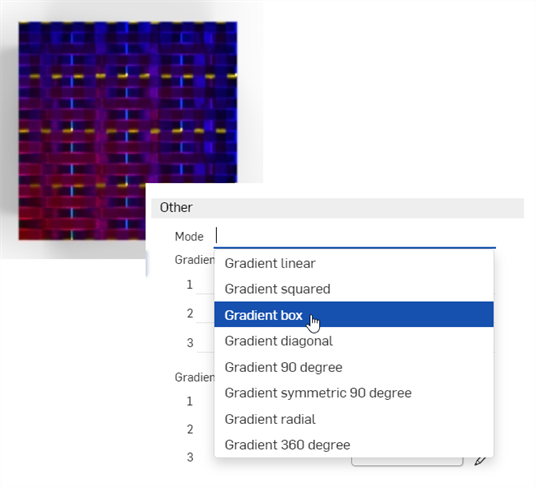 Other
Mode
Gradien
Gradient linear
1
Gradient squared
2
Gradient box
3
Gradient diagonal
Gradien
Gradient 90 degree
1
Gradient symmetric 90 degree
2
Gradient radial
3
Gradient 360 degree